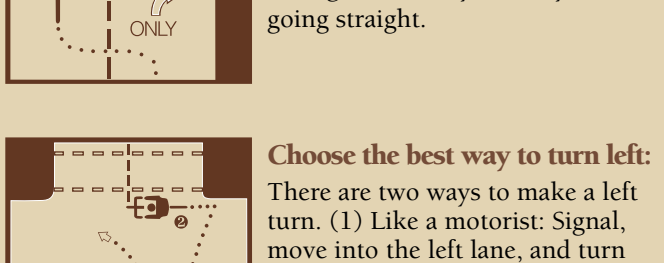 ONLY
going straight.
Choose the best way to turn left:
There are two ways to make a left
turn. (1) Like a motorist: Signal,
move into the left lane, and turn
2